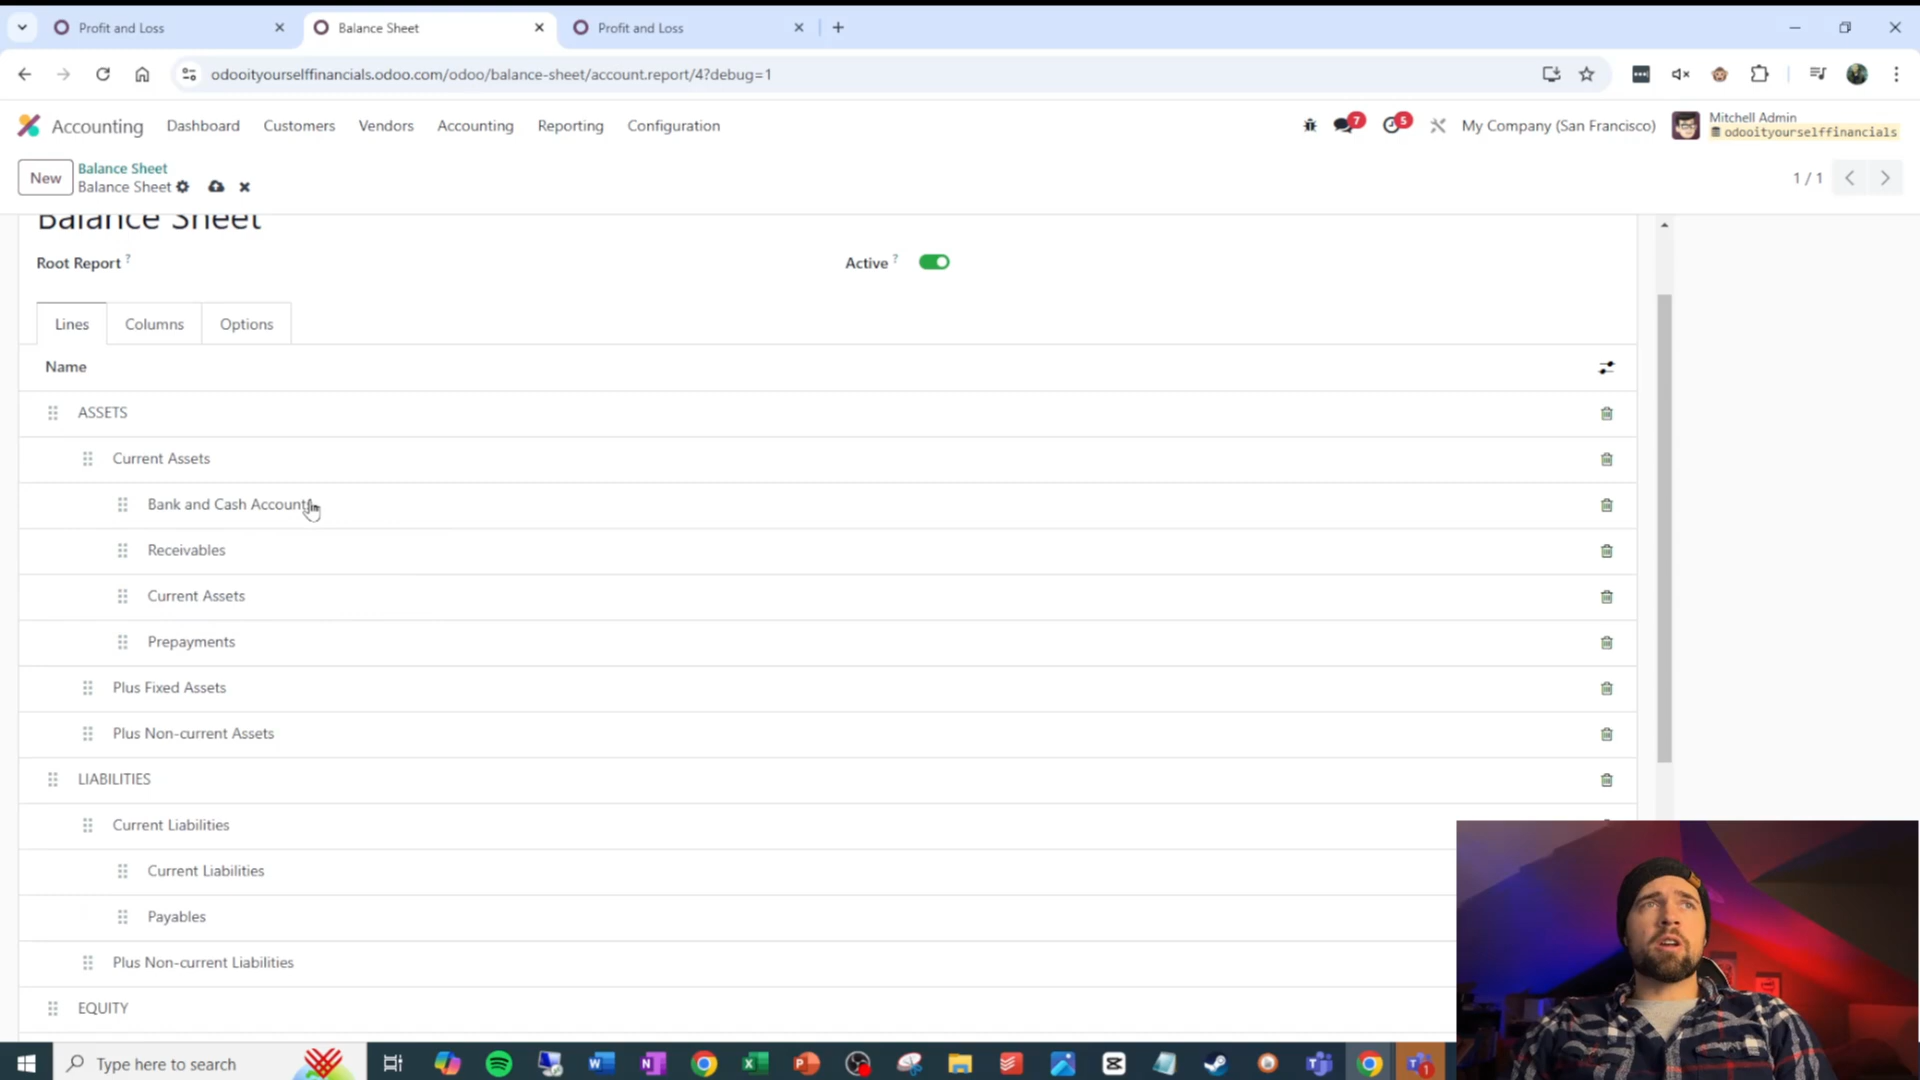 Profit and Loss
Balance Sheet
Profit and Loss
odooityourselffinancials.odoo.com/odoo/balance-sheet/account.report/4?debug=1
Accounting
Dashboard
Customers
Vendors
Accounting
Reporting
Configuration
7
5
My Company (San Francisco)
Mitchell Admin
odooityourselffinancials
New
Balance Sheet
Balance Sheet
1 / 1
Balance Sheet
Root Report ?
Active ?
Lines
Columns
Options
Name
ASSETS
Current Assets
Bank and Cash Accounts
Receivables
Current Assets
Prepayments
Plus Fixed Assets
Plus Non-current Assets
LIABILITIES
Current Liabilities
Current Liabilities
Payables
Plus Non-current Liabilities
EQUITY
Type here to search
1